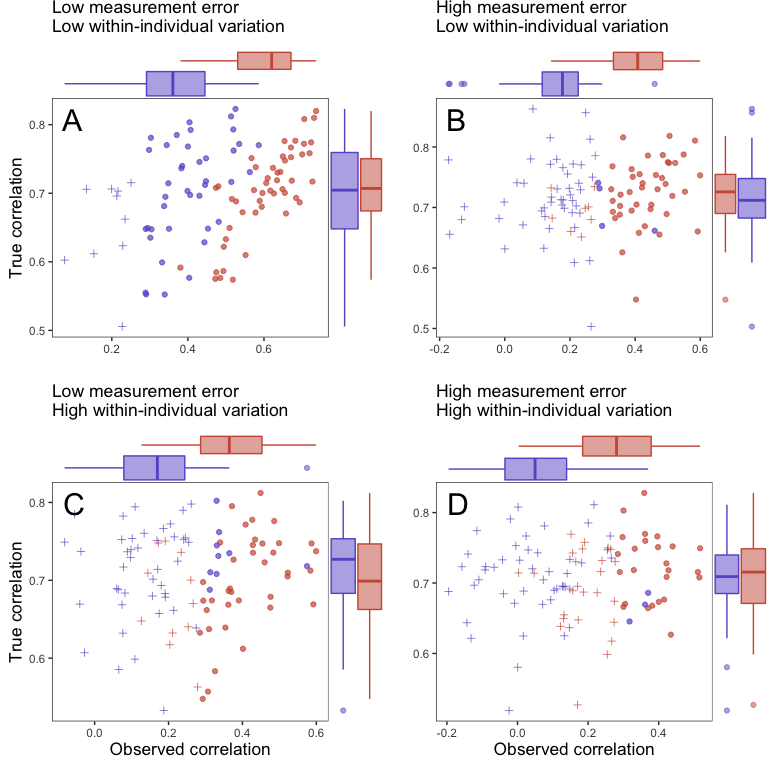 Low measurement error
Low within-individual variation
High measurement error
Low within-individual variation
A
B
True correlation
0.8
0.7
0.6
0.5
0.2
0.4
0.6
0.8
0.7
0.6
0.5
-0.2
0.0
0.2
0.4
0.6
Low measurement error
High within-individual variation
High measurement error
High within-individual variation
C
D
True correlation
0.8
0.7
0.6
0.0
0.2
0.4
0.6
Observed correlation
0.8
0.7
0.6
-0.2
0.0
0.2
0.4
Observed correlation